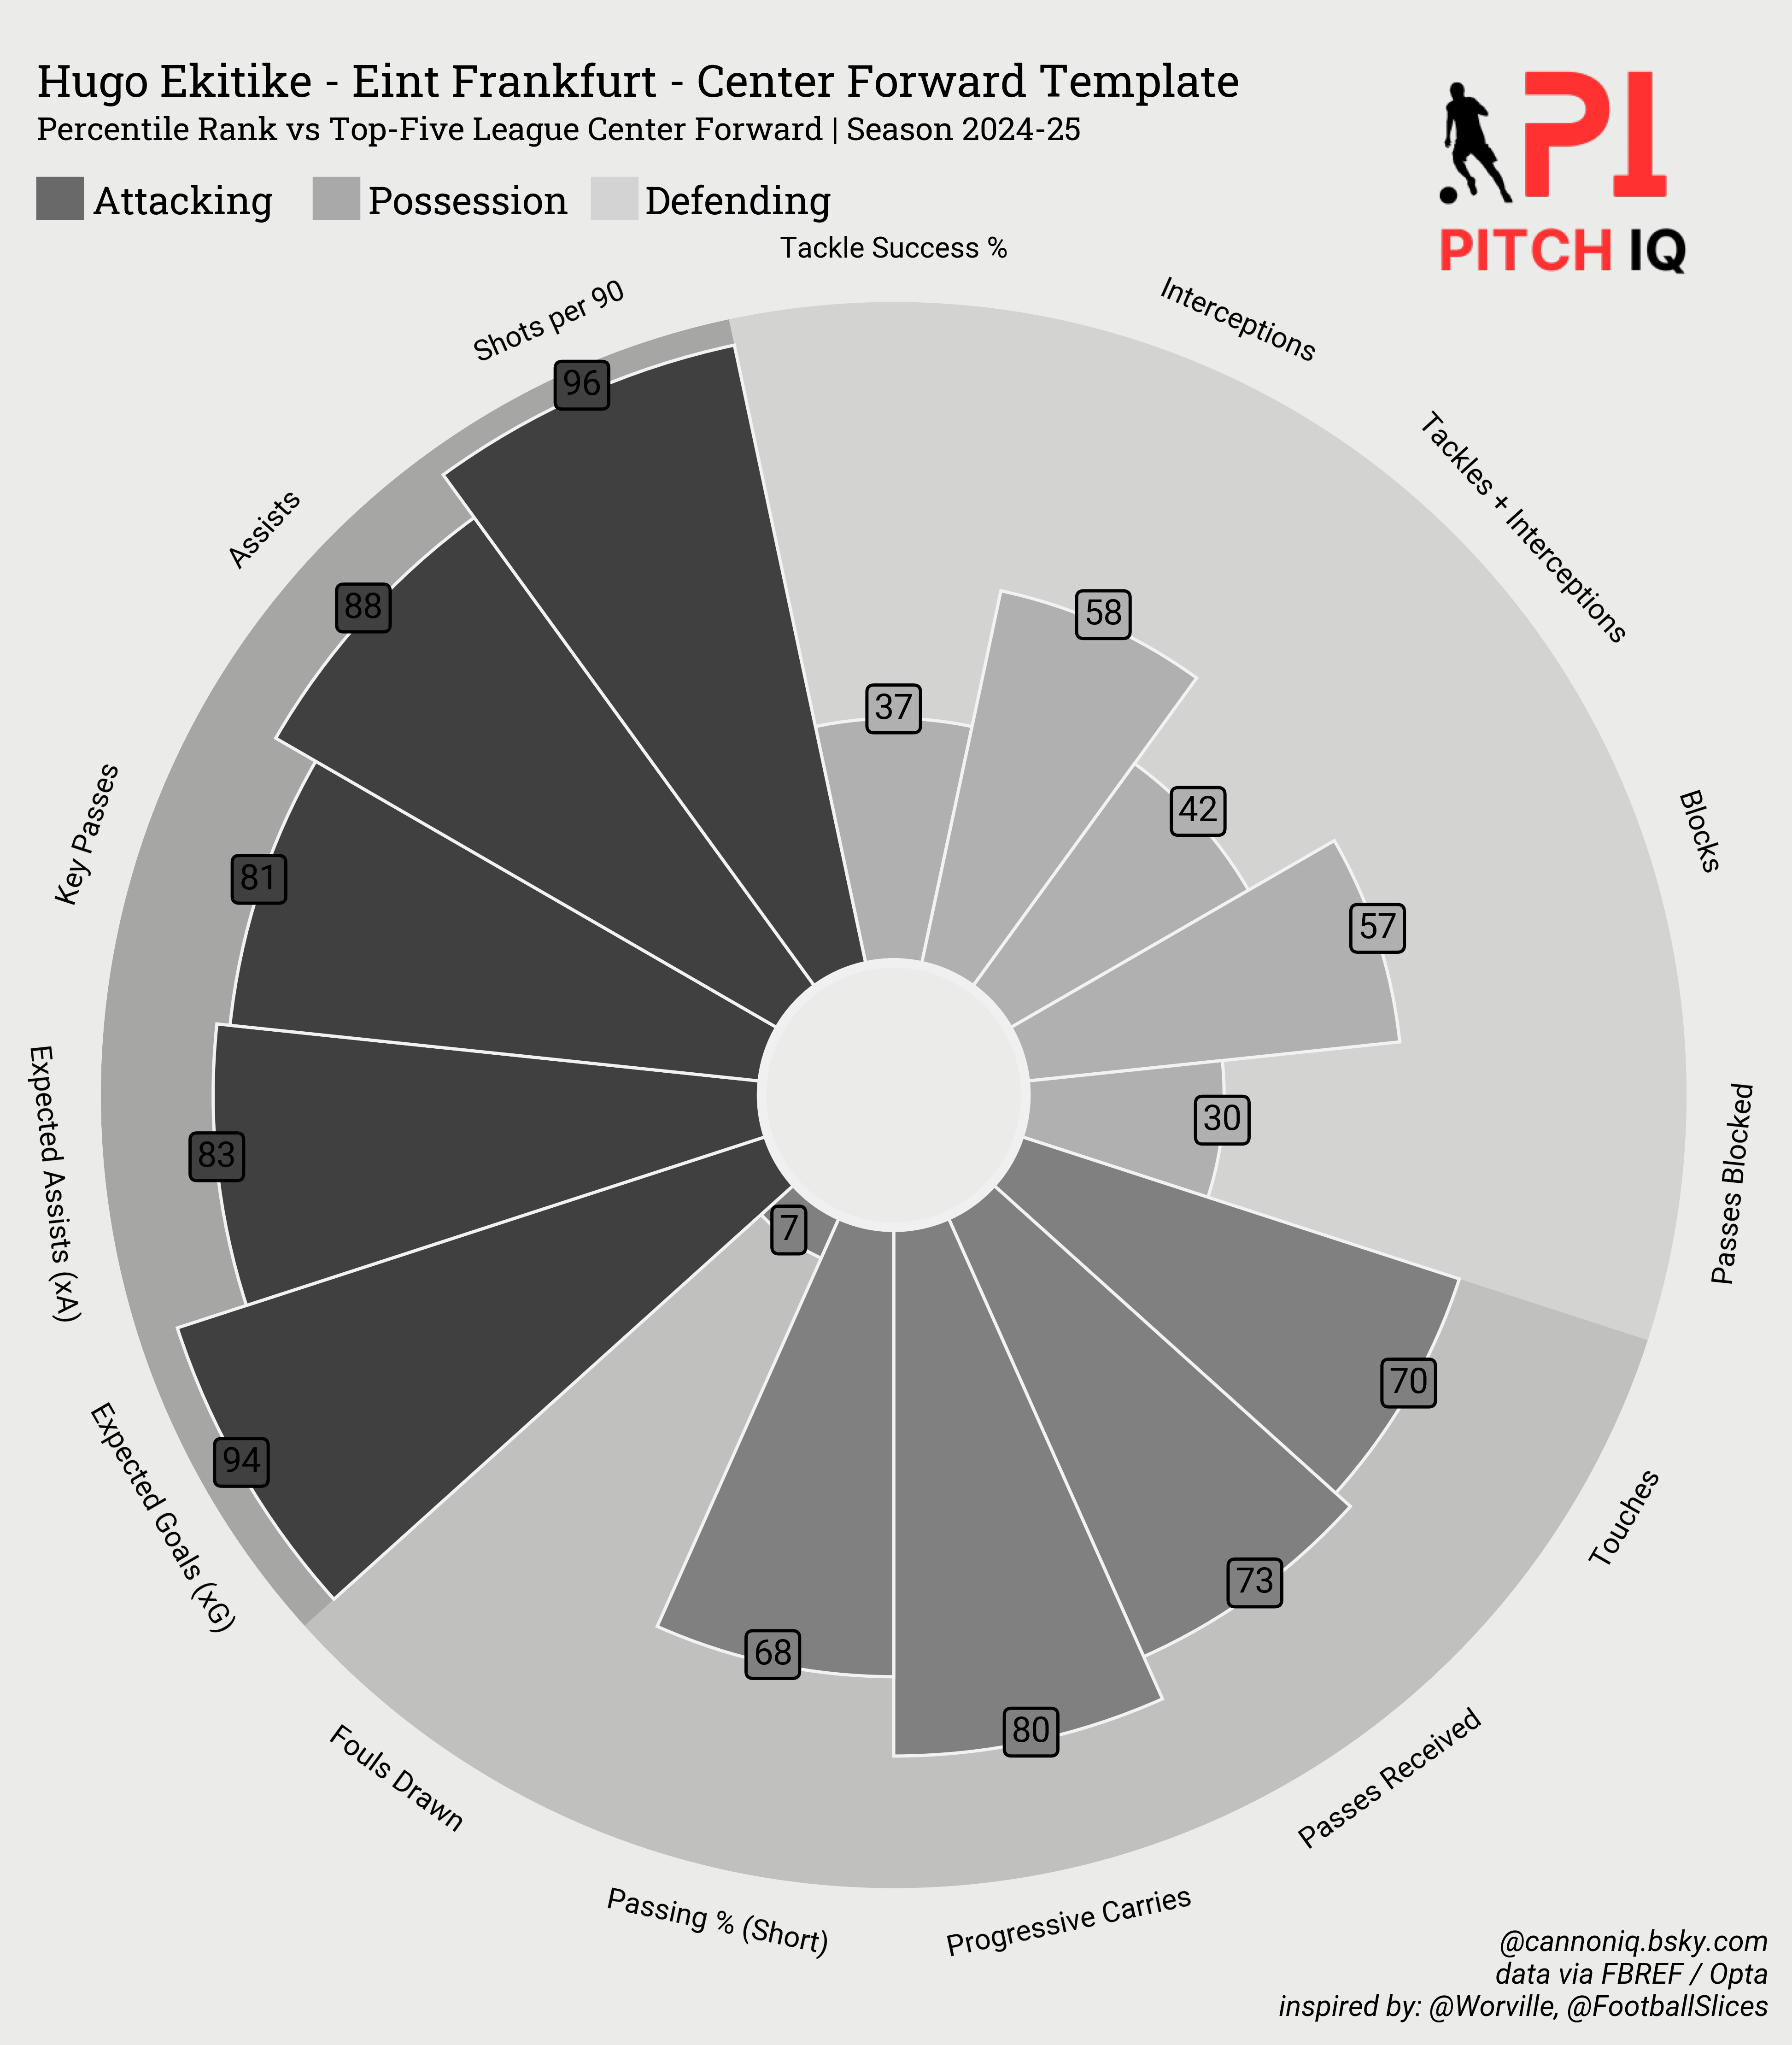 Hugo Ekitike - Eint Frankfurt - Center Forward Template
Percentile Rank vs Top-Five League Center Forward | Season 2024-25
Attacking
Possession
Defending
PI
PITCH IQ
Tackle Success %
37
Interceptions
58
Tackles + Interceptions
42
Blocks
57
Passes Blocked
30
Touches
70
Passes Received
73
Progressive Carries
80
Passing % (Short)
68
Fouls Drawn
7
Expected Goals (xG)
94
Expected Assists (xA)
83
Key Passes
81
Assists
88
Shots per 90
96
@cannoniq.bsky.com
data via FBREF / Opta
inspired by: @Worville, @FootballSlices